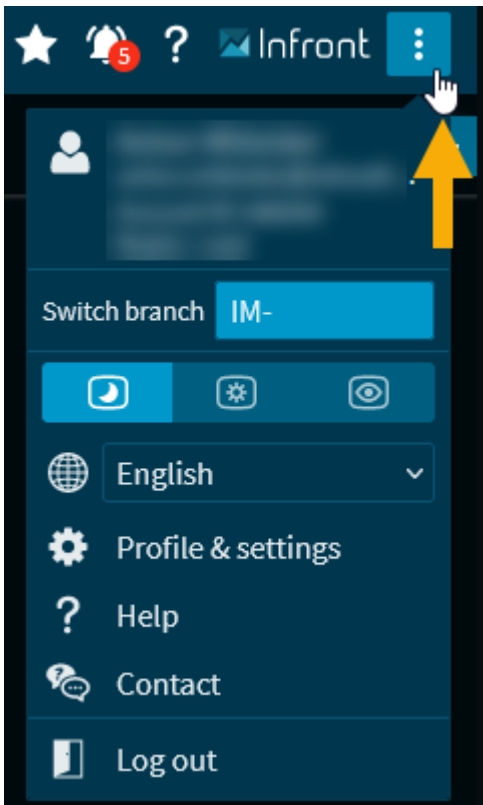 5 ? Infront
Switch branch IM-
English
Profile & settings
? Help
Contact
Log out